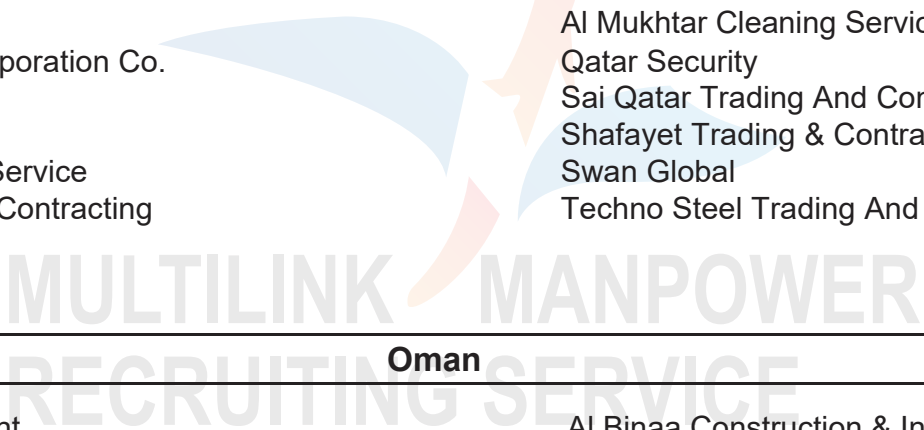 Al Mukhtar Cleaning Servic
poration Co.
Qatar Security
Sai Qatar Trading And Con
Shafayet Trading & Contra
Service
Swan Global
Contracting
Techno Steel Trading And
MULTILINK MANPOWER
Oman
RECRUITING SERVICE
nt
Al Binaa Construction & In